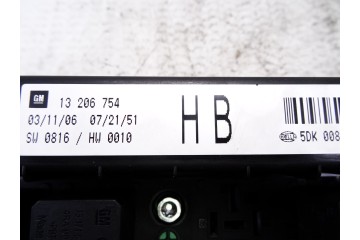 GM
13 206 754
03/11/06 07/21/51
SW 0816 / HW 0010
HB
5DK 008